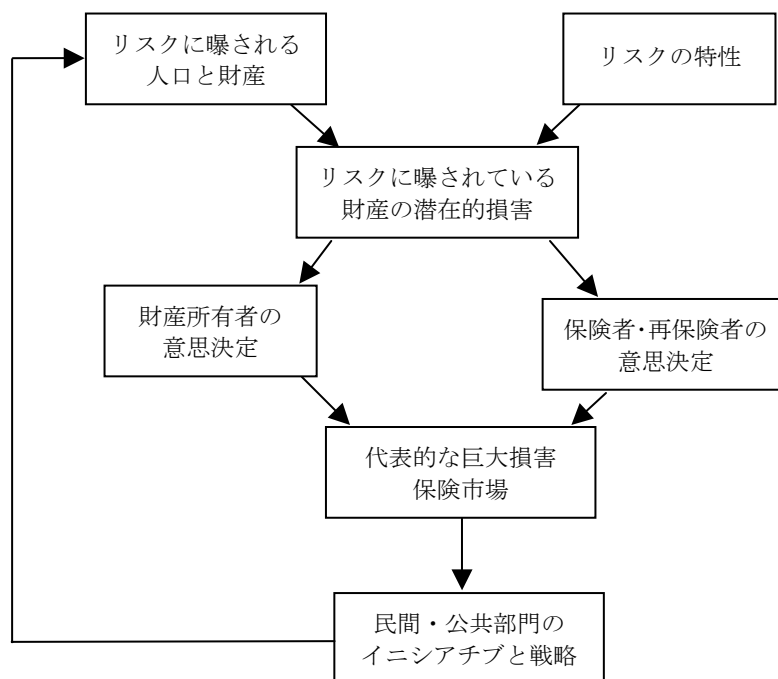 リスクに曝される
人口と財産
リスクの特性
リスクに曝されている
財産の潜在的損害
財産所有者の
意思決定
保険者・再保険者の
意思決定
代表的な巨大損害
保険市場
民間・公共部門の
イニシアチブと戦略